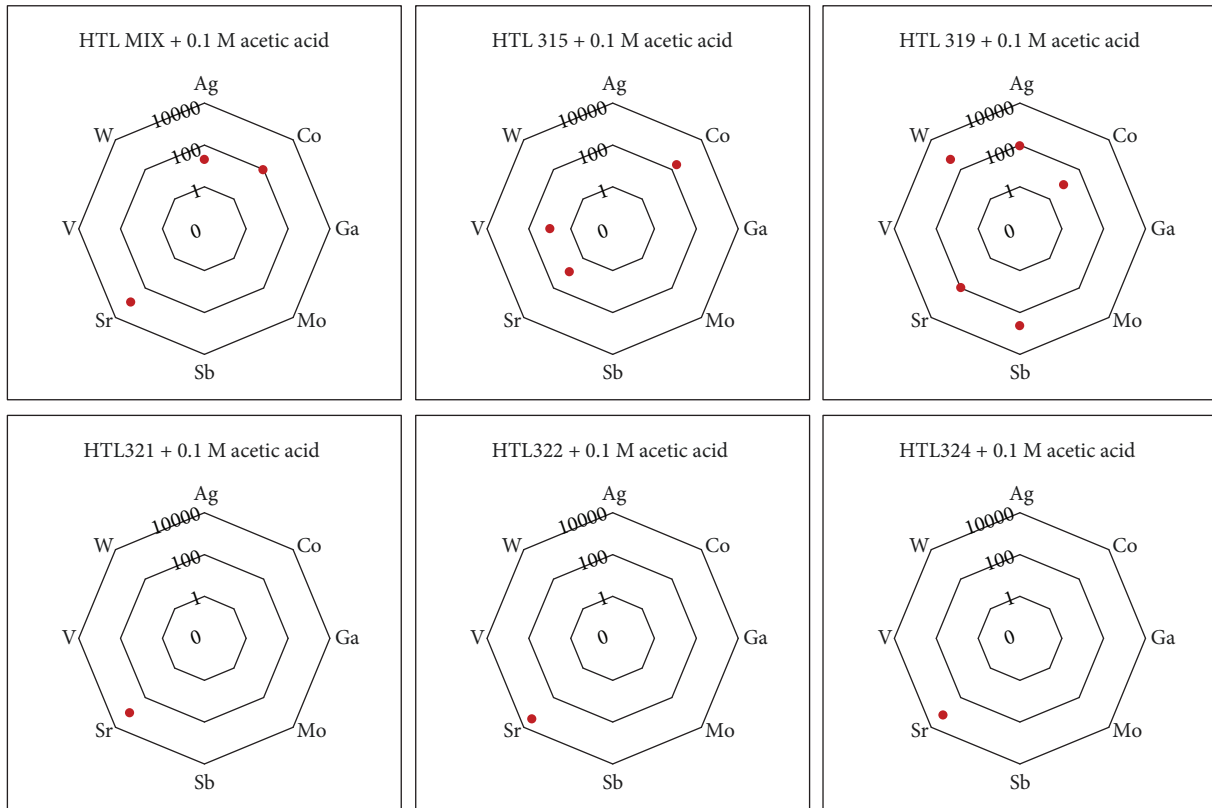 HTL MIX + 0.1 M acetic acid
Ag
10000
W
Co
100
1
V
0
Ga
Sr
Mo
Sb
HTL 315 + 0.1 M acetic acid
Ag
10000
W
Co
100
1
V
0
Ga
Sr
Mo
Sb
HTL 319 + 0.1 M acetic acid
Ag
10000
W
Co
100
1
V
0
Ga
Sr
Mo
Sb
HTL321 + 0.1 M acetic acid
Ag
10000
W
Co
100
1
V
0
Ga
Sr
Mo
Sb
HTL322 + 0.1 M acetic acid
Ag
10000
W
Co
100
1
V
0
Ga
Sr
Mo
Sb
HTL324 + 0.1 M acetic acid
Ag
10000
W
Co
100
1
V
0
Ga
Sr
Mo
Sb